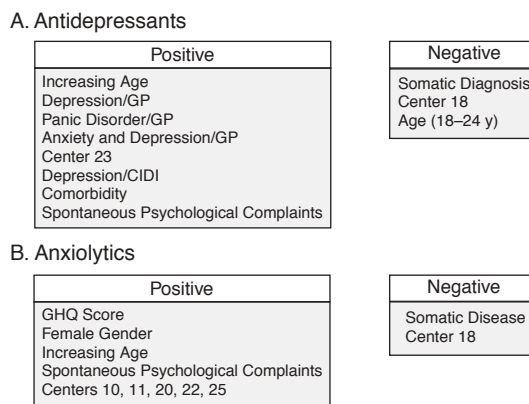 A. Antidepressants
Positive
Increasing Age
Depression/GP
Panic Disorder/GP
Anxiety and Depression/GP
Center 23
Depression/CIDI
Comorbidity
Spontaneous Psychological Complaints
Negative
Somatic Diagnosis
Center 18
Age (18–24 y)
B. Anxiolytics
Positive
GHQ Score
Female Gender
Increasing Age
Spontaneous Psychological Complaints
Centers 10, 11, 20, 22, 25
Negative
Somatic Disease
Center 18